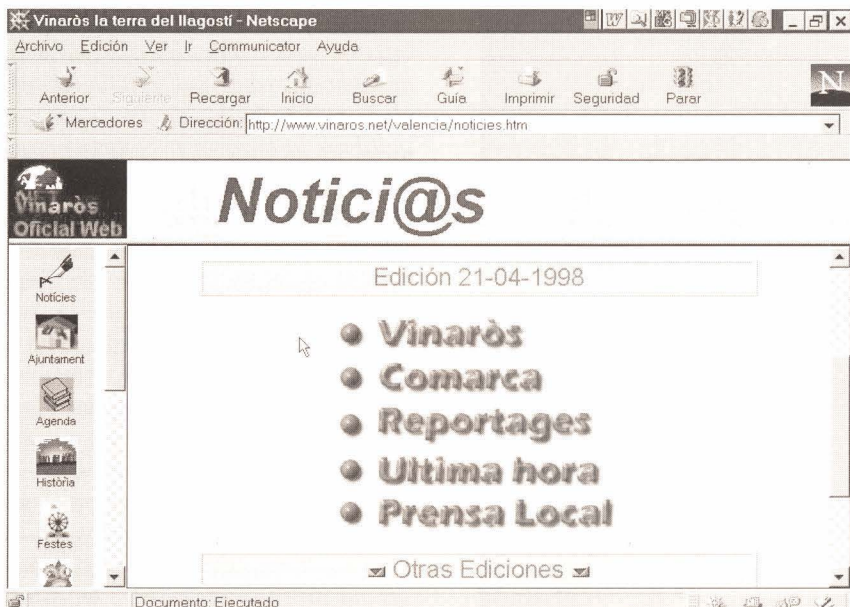 Vinaròs la terra del llagostí - Netscape
Archivo Edición Ver Ir Communicator Ayuda
Anterior Siguiente Recargar Inicio Buscar Guía Imprimir Seguridad Parar
N
Marcadores Dirección: http://www.vinaros.net/valencia/noticies.htm
Vinaròs
Oficial Web
Notici@s
Notícies
Ajuntament
Agenda
Història
Festes
Edición 21-04-1998
Vinaròs
Comarca
Reportages
Ultima hora
Prensa Local
Otras Ediciones
Documento: Ejecutado